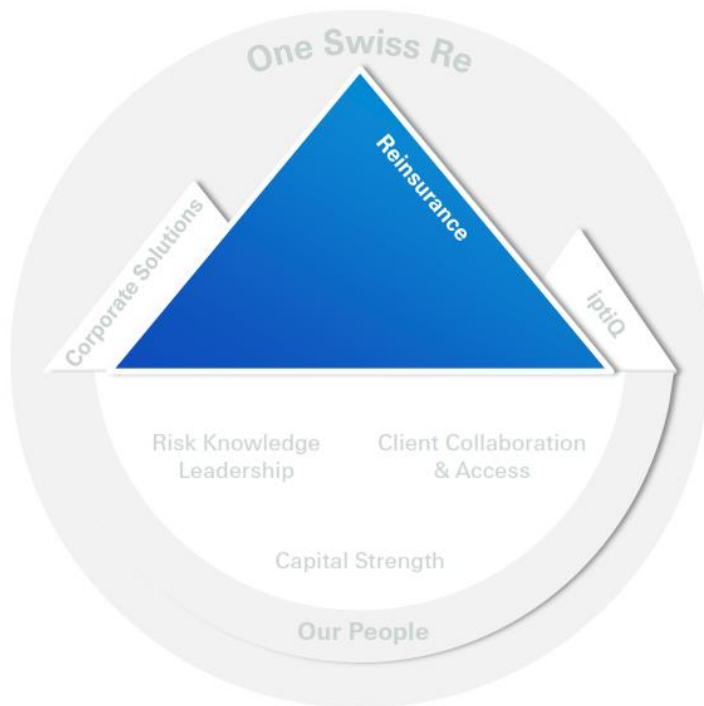 One Swiss Re
Reinsurance
Corporate Solutions
iptiQ
Risk Knowledge
Leadership
Client Collaboration
& Access
Capital Strength
Our People